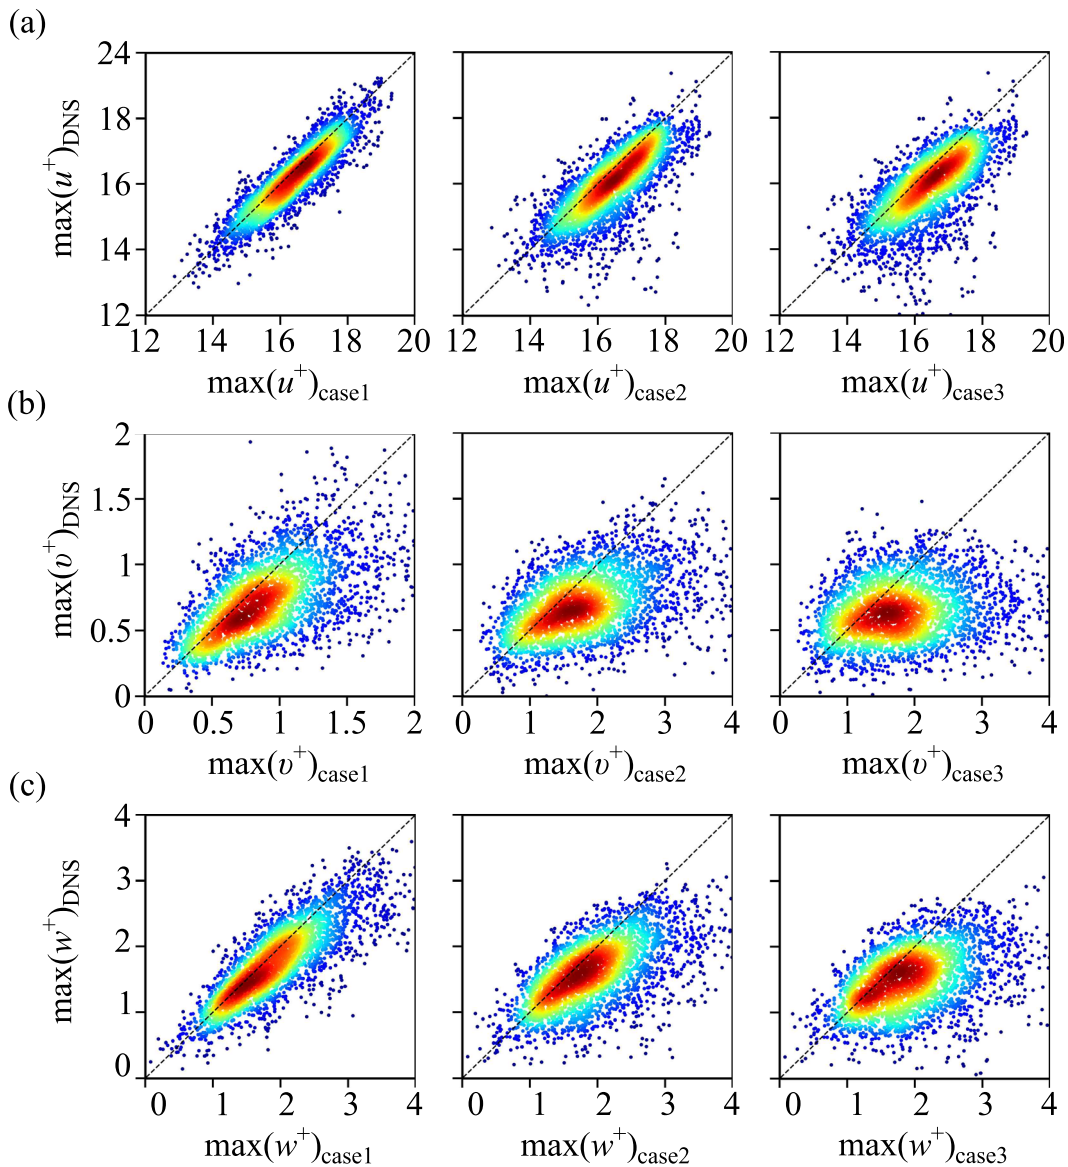 (a)
24
18
16
14
12
max(u⁺)DNS
12 14 16 18 20
12 14 16 18 20
12 14 16 18 20
max(u⁺)case1
max(u⁺)case2
max(u⁺)case3
(b)
2
1.5
1
0.5
0
max(υ⁺)DNS
0 0.5 1 1.5 2
0 1 2 3 4
0 1 2 3 4
max(υ⁺)case1
max(υ⁺)case2
max(υ⁺)case3
(c)
4
3
2
1
0
max(w⁺)DNS
0 1 2 3 4
0 1 2 3 4
0 1 2 3 4
max(w⁺)case1
max(w⁺)case2
max(w⁺)case3